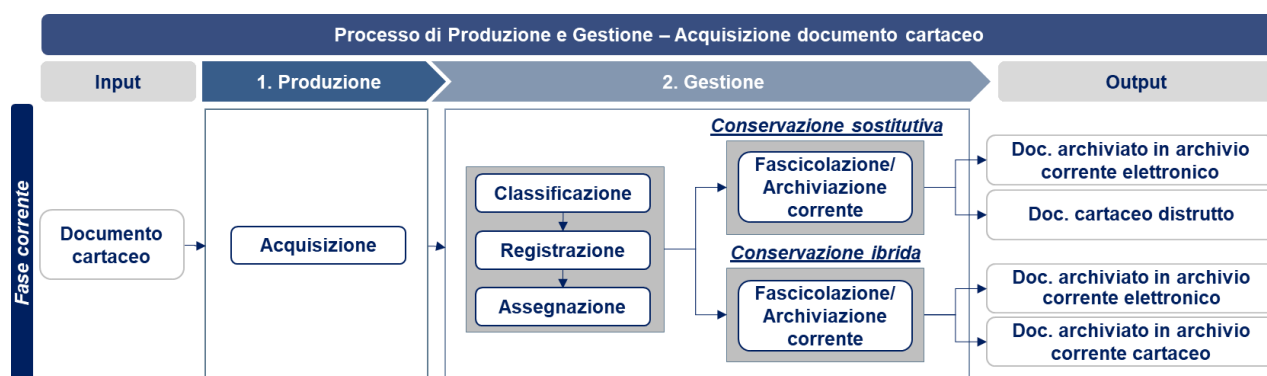 Processo di Produzione e Gestione – Acquisizione documento cartaceo
Input
1. Produzione
2. Gestione
Output
Fase corrente
Documento
cartaceo
Acquisizione
Classificazione
Registrazione
Assegnazione
Conservazione sostitutiva
Fascicolazione/
Archiviazione
corrente
Conservazione ibrida
Fascicolazione/
Archiviazione
corrente
Doc. archiviato in archivio
corrente elettronico
Doc. cartaceo distrutto
Doc. archiviato in archivio
corrente elettronico
Doc. archiviato in archivio
corrente cartaceo